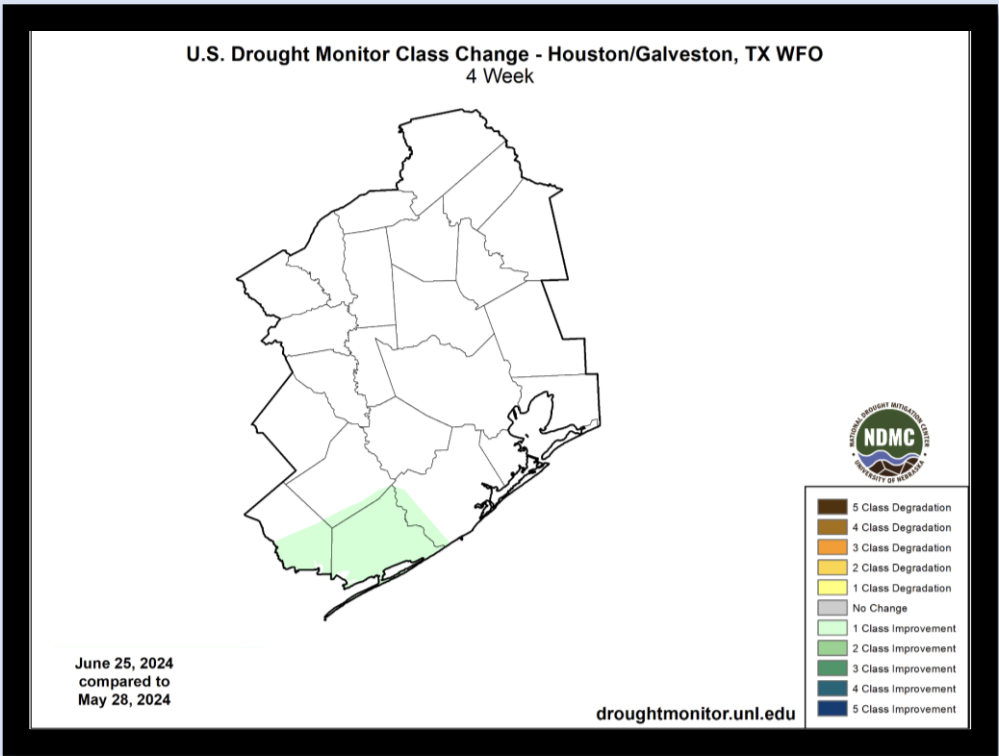 U.S. Drought Monitor Class Change - Houston/Galveston, TX WFO
4 Week
NATIONAL DROUGHT MITIGATION CENTER
NDMC
UNIVERSITY OF NEBRASKA
5 Class Degradation
4 Class Degradation
3 Class Degradation
2 Class Degradation
1 Class Degradation
No Change
1 Class Improvement
2 Class Improvement
3 Class Improvement
4 Class Improvement
5 Class Improvement
June 25, 2024
compared to
May 28, 2024
droughtmonitor.unl.edu